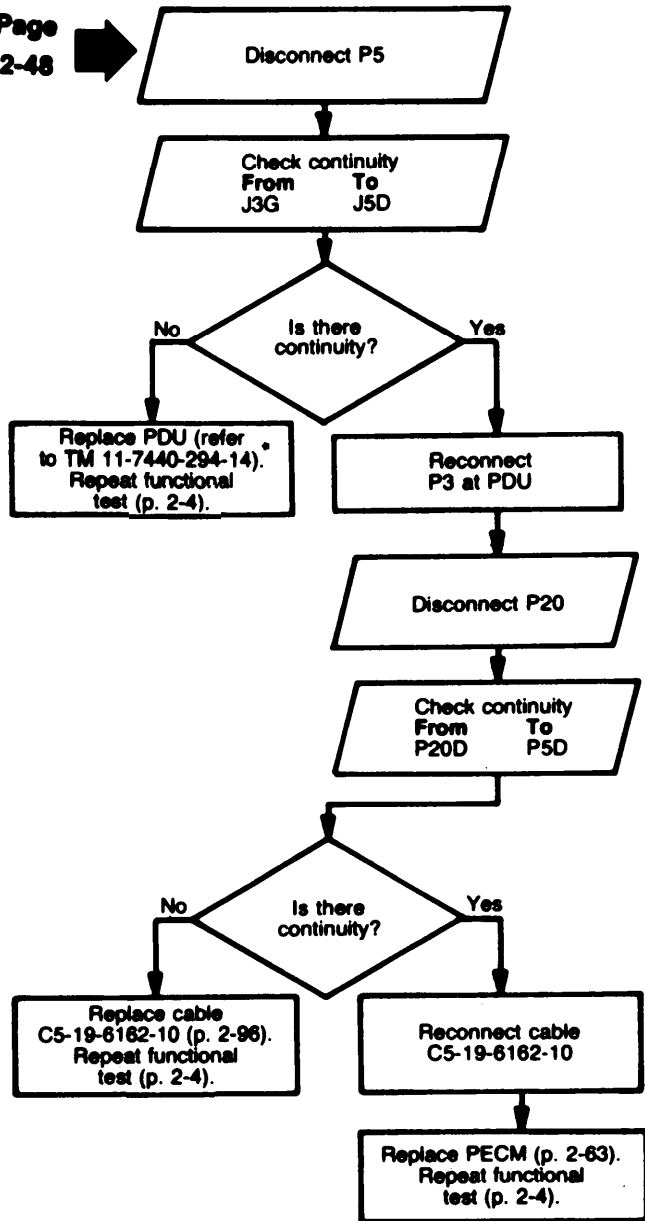 Page
2-48
Disconnect P5
Check continuity
From To
J3G J5D
Is there
continuity?
No
Yes
Replace PDU (refer
to TM 11-7440-294-14).*
Repeat functional
test (p. 2-4).
Reconnect
P3 at PDU
Disconnect P20
Check continuity
From To
P20D P5D
Is there
continuity?
No
Yes
Replace cable
C5-19-6162-10 (p. 2-96).
Repeat functional
test (p. 2-4).
Reconnect cable
C5-19-6162-10
Replace PECM (p. 2-63).
Repeat functional
test (p. 2-4).